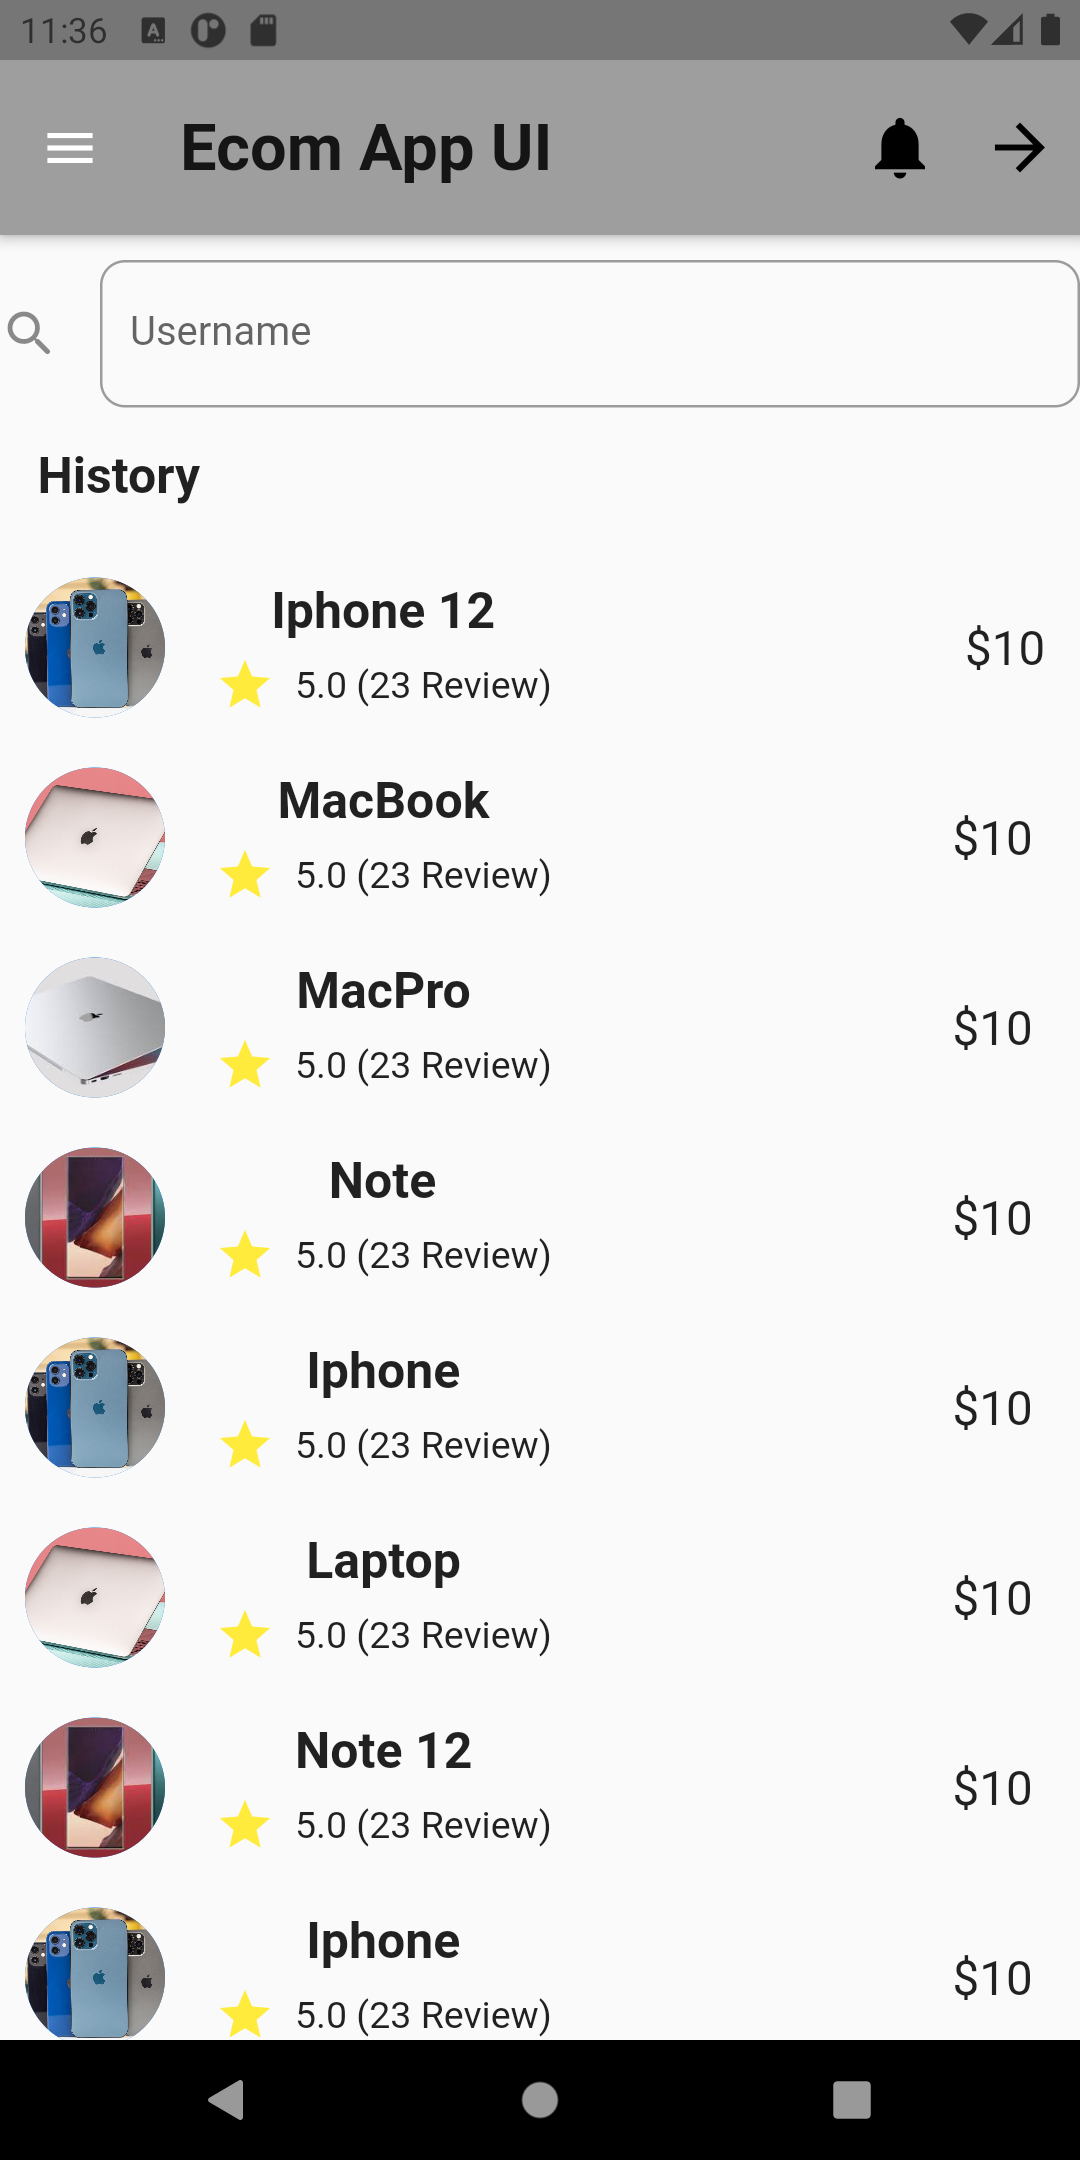 11:36
Ecom App UI
Username
History
Iphone 12
5.0 (23 Review)
$10
MacBook
5.0 (23 Review)
$10
MacPro
5.0 (23 Review)
$10
Note
5.0 (23 Review)
$10
Iphone
5.0 (23 Review)
$10
Laptop
5.0 (23 Review)
$10
Note 12
5.0 (23 Review)
$10
Iphone
5.0 (23 Review)
$10